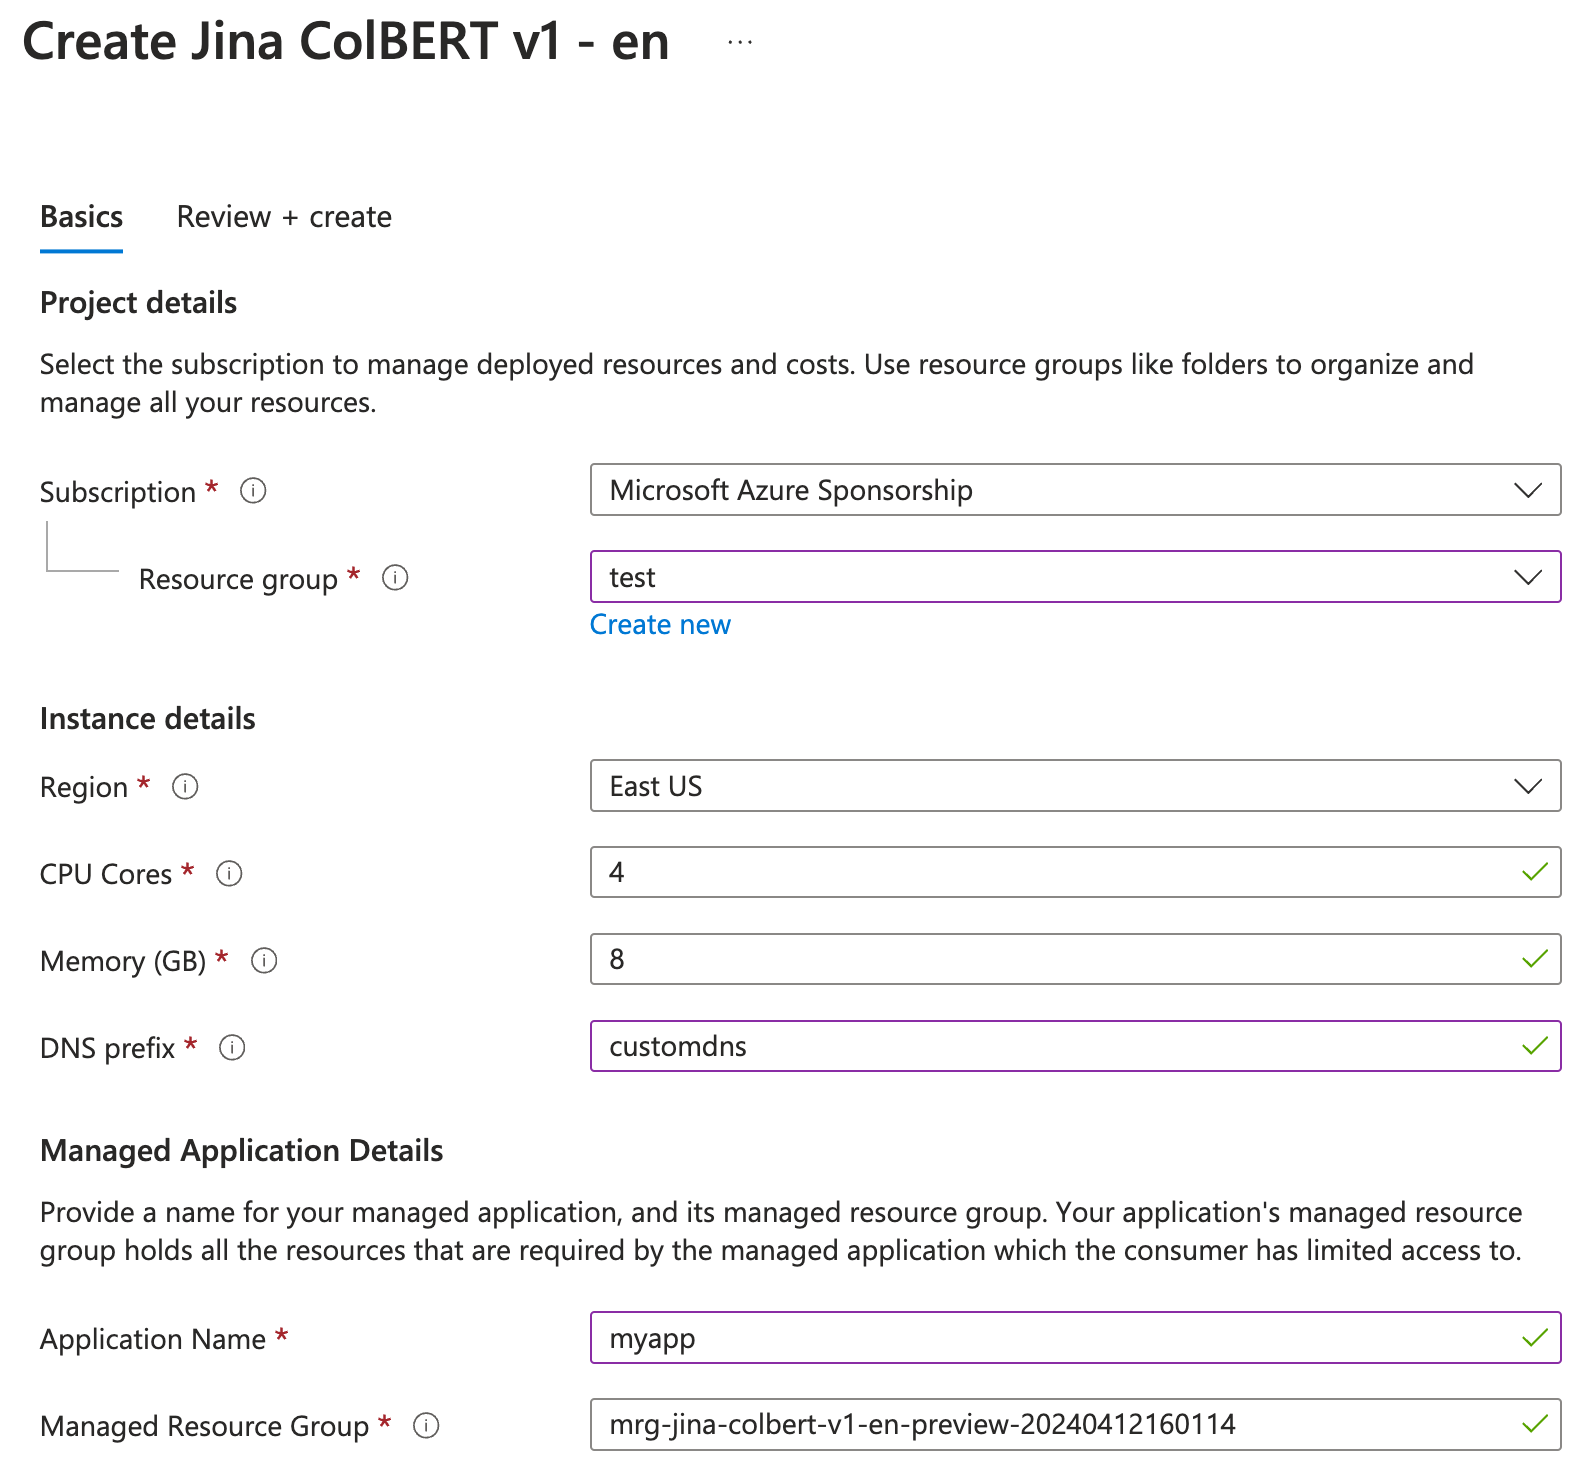 Create Jina ColBERT v1 - en ...
Basics Review + create
Project details
Select the subscription to manage deployed resources and costs. Use resource groups like folders to organize and
manage all your resources.
Subscription * Microsoft Azure Sponsorship
Resource group * test
Create new
Instance details
Region * East US
CPU Cores * 4
Memory (GB) * 8
DNS prefix * customdns
Managed Application Details
Provide a name for your managed application, and its managed resource group. Your application's managed resource
group holds all the resources that are required by the managed application which the consumer has limited access to.
Application Name * myapp
Managed Resource Group * mrg-jina-colbert-v1-en-preview-20240412160114